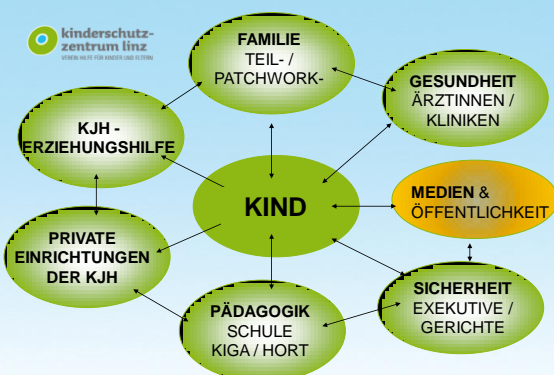 kinderschutz-
zentrum linz
VEREIN HILFE FÜR KINDER UND ELTERN
FAMILIE
TEIL- /
PATCHWORK-
GESUNDHEIT
ÄRZTINNEN /
KLINIKEN
KJH -
ERZIEHUNGSHILFE
KIND
MEDIEN &
ÖFFENTLICHKEIT
PRIVATE
EINRICHTUNGEN
DER KJH
PÄDAGOGIK
SCHULE
KIGA / HORT
SICHERHEIT
EXEKUTIVE /
GERICHTE